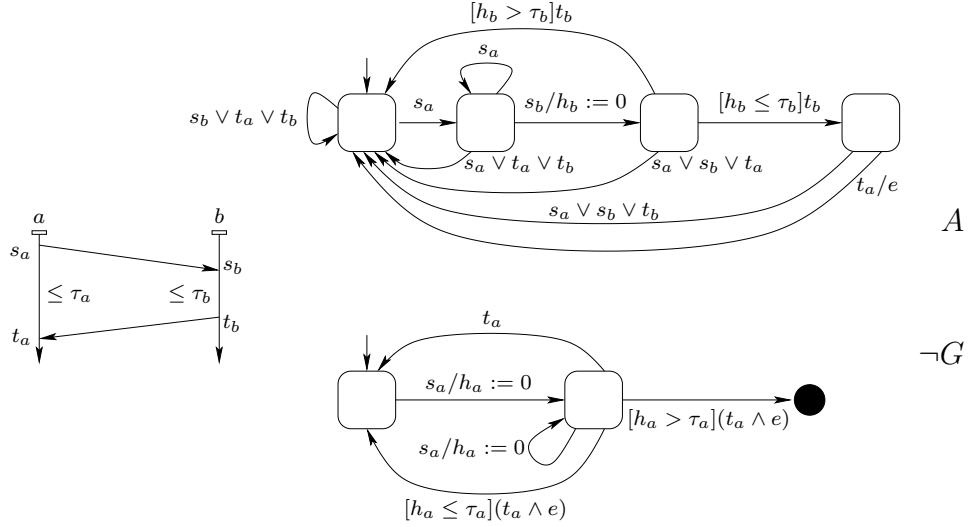 [h_b > τ_b]t_b
s_a
s_b ∨ t_a ∨ t_b
s_a
s_b/h_b := 0
[h_b ≤ τ_b]t_b
s_a ∨ t_a ∨ t_b
s_a ∨ s_b ∨ t_a
t_a/e
s_a ∨ s_b ∨ t_b
A
a
b
s_a
s_b
≤ τ_a
≤ τ_b
t_a
t_b
t_a
¬G
s_a/h_a := 0
[h_a > τ_a](t_a ∧ e)
s_a/h_a := 0
[h_a ≤ τ_a](t_a ∧ e)